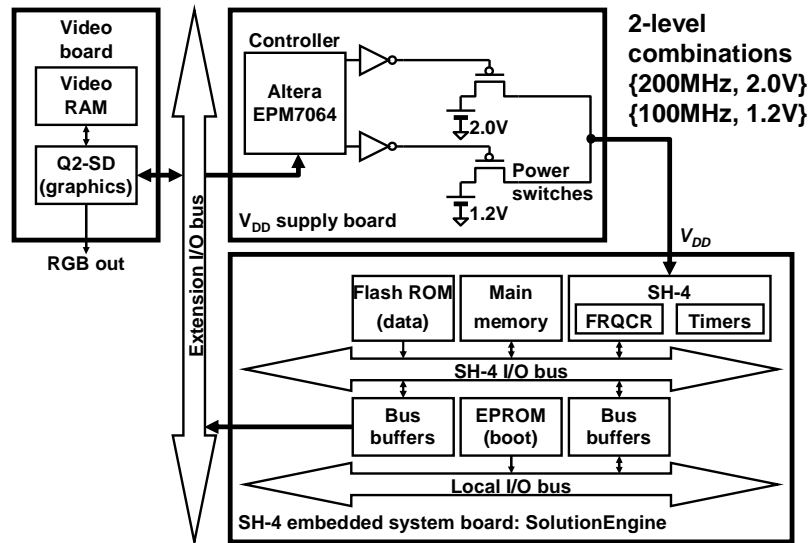 Video
board
Video
RAM
Q2-SD
(graphics)
RGB out
Extension I/O bus
Controller
Altera
EPM7064
2.0V
1.2V
Power
switches
VDD supply board
2-level
combinations
{200MHz, 2.0V}
{100MHz, 1.2V}
VDD
Flash ROM
(data)
Main
memory
SH-4
FRQCR
Timers
SH-4 I/O bus
Bus
buffers
EPROM
(boot)
Bus
buffers
Local I/O bus
SH-4 embedded system board: SolutionEngine